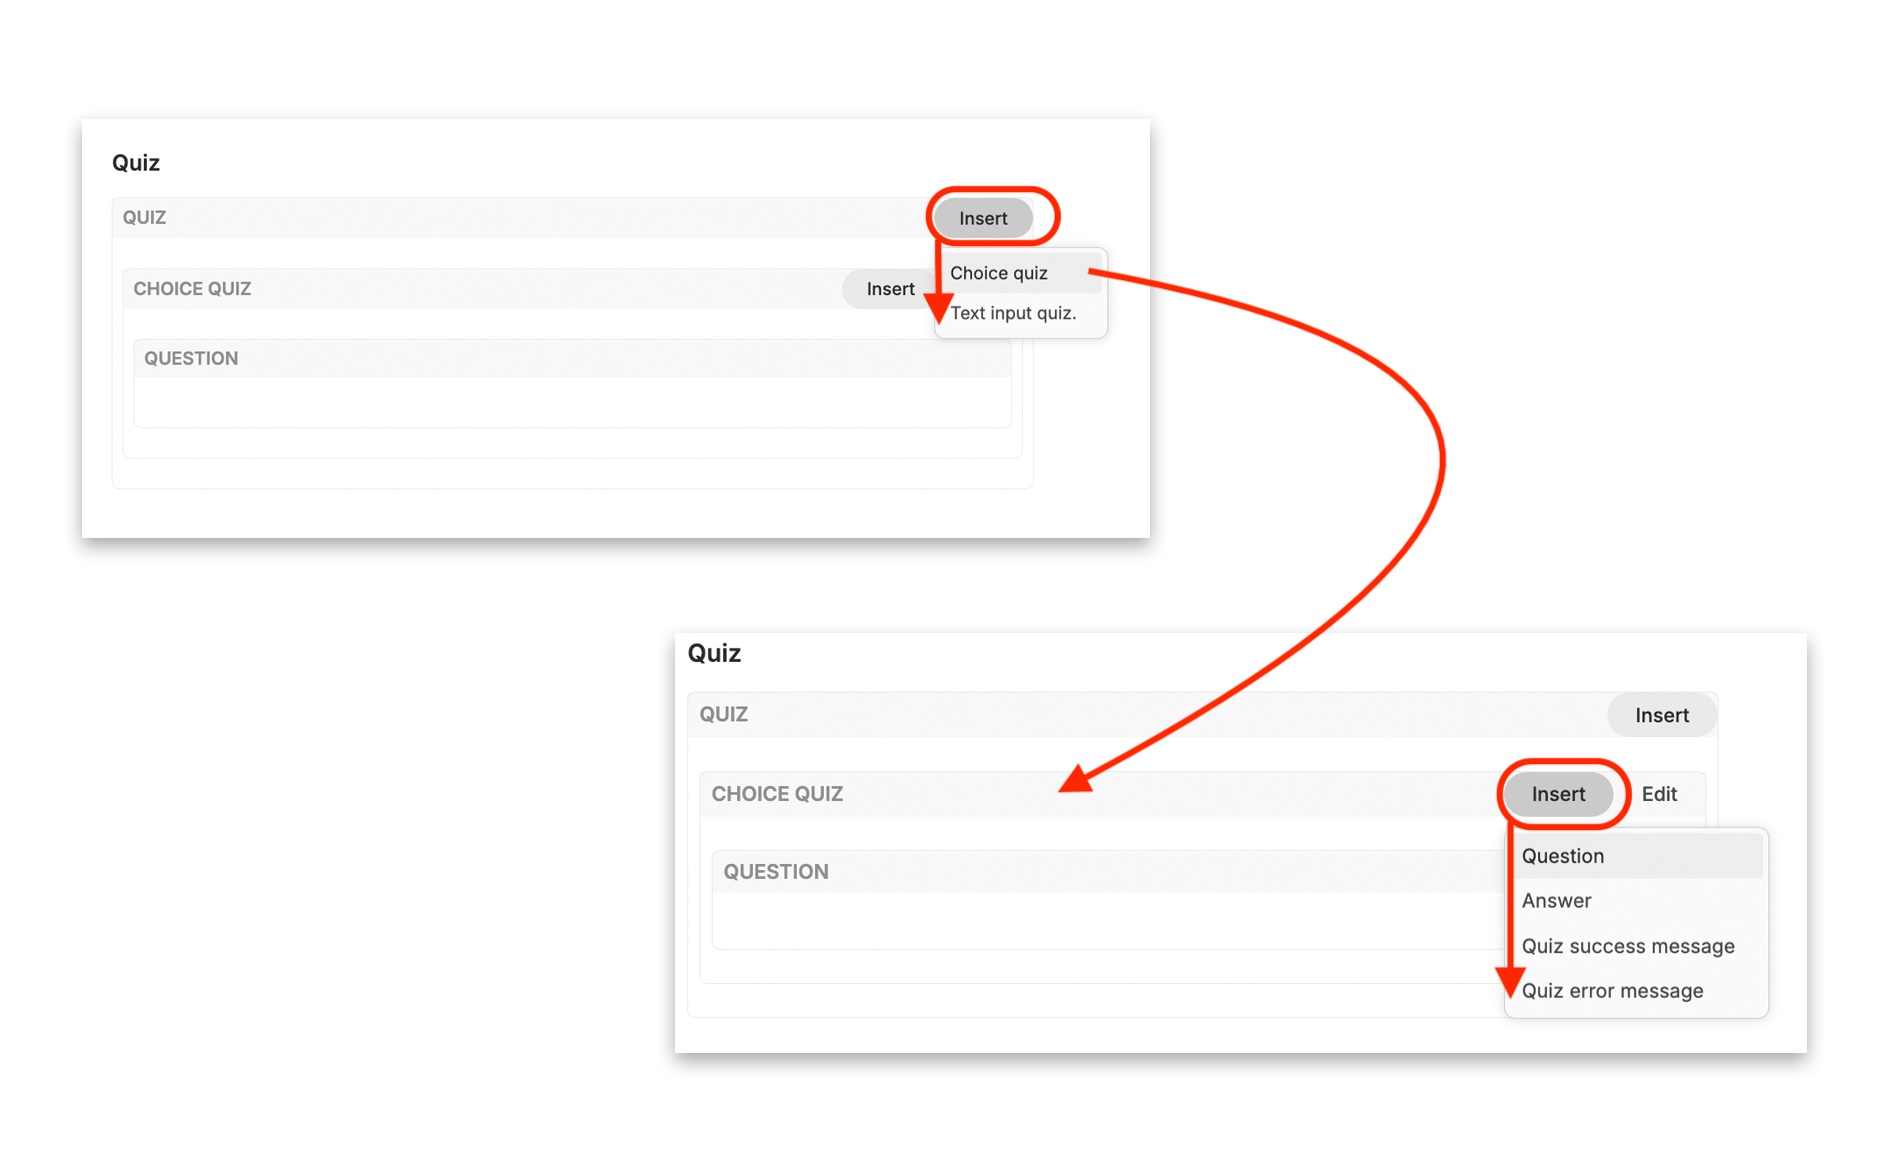 Quiz
QUIZ
Insert
CHOICE QUIZ
Insert
Choice quiz
Text input quiz.
QUESTION
Quiz
QUIZ
Insert
CHOICE QUIZ
Insert
Edit
QUESTION
Question
Answer
Quiz success message
Quiz error message